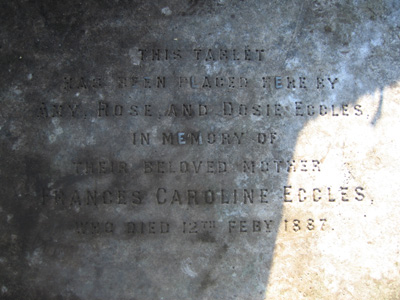 THIS TABLET
HAS BEEN PLACED HERE BY
AMY, ROSE, AND DOSIE ECCLES
IN MEMORY OF
THEIR BELOVED MOTHER
FRANCES CAROLINE ECCLES,
WHO DIED 12TH FEBY 1887.